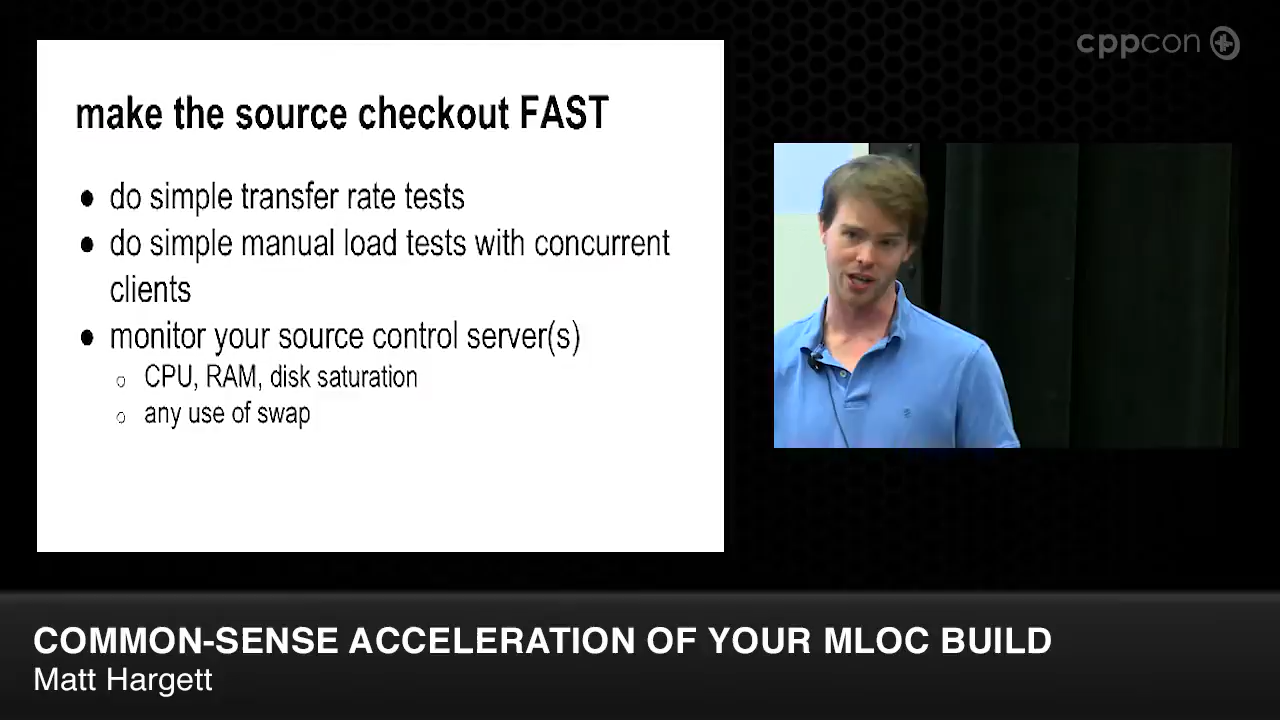 cppcon
make the source checkout FAST
● do simple transfer rate tests
● do simple manual load tests with concurrent
clients
● monitor your source control server(s)
○ CPU, RAM, disk saturation
○ any use of swap
COMMON-SENSE ACCELERATION OF YOUR MLOC BUILD
Matt Hargett